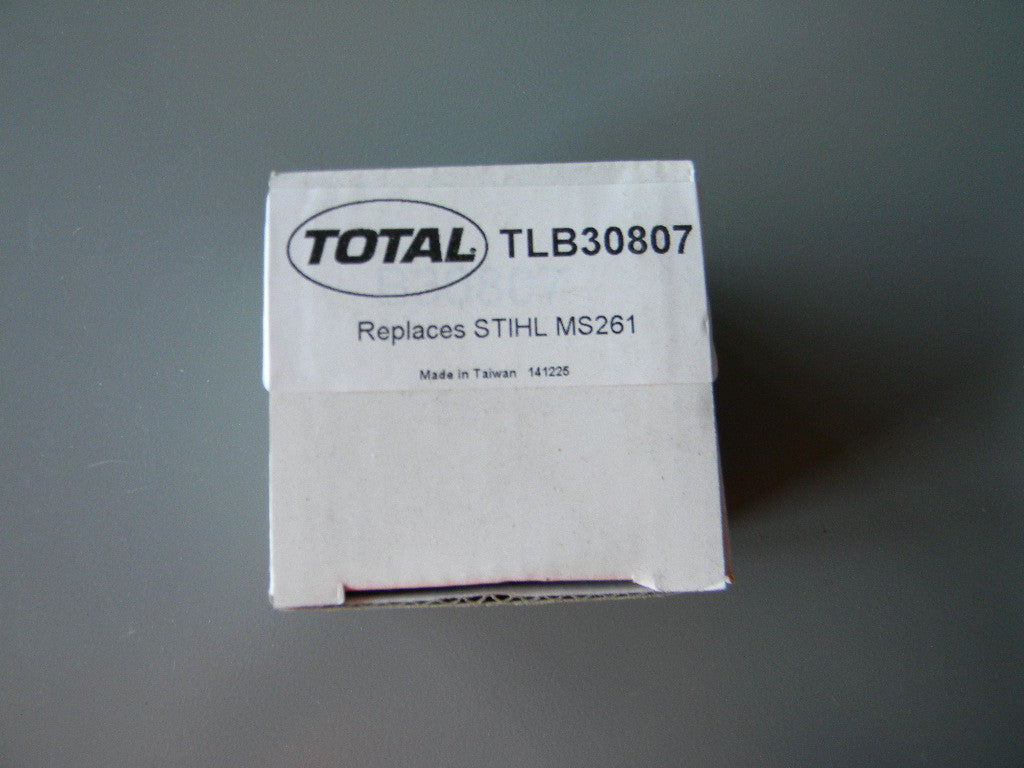 TOTAL TLB30807
Replaces STIHL MS261
Made in Taiwan 141225